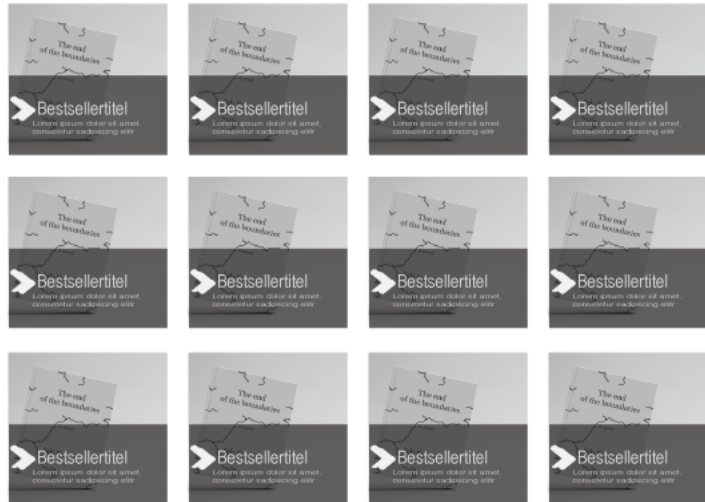 The end
of the boundaries
Bestsellertitel
Lorem ipsum dolor sit amet,
consetetur sadipscing elitr
The end
of the boundaries
Bestsellertitel
Lorem ipsum dolor sit amet,
consetetur sadipscing elitr
The end
of the boundaries
Bestsellertitel
Lorem ipsum dolor sit amet,
consetetur sadipscing elitr
The end
of the boundaries
Bestsellertitel
Lorem ipsum dolor sit amet,
consetetur sadipscing elitr
The end
of the boundaries
Bestsellertitel
Lorem ipsum dolor sit amet,
consetetur sadipscing elitr
The end
of the boundaries
Bestsellertitel
Lorem ipsum dolor sit amet,
consetetur sadipscing elitr
The end
of the boundaries
Bestsellertitel
Lorem ipsum dolor sit amet,
consetetur sadipscing elitr
The end
of the boundaries
Bestsellertitel
Lorem ipsum dolor sit amet,
consetetur sadipscing elitr
The end
of the boundaries
Bestsellertitel
Lorem ipsum dolor sit amet,
consetetur sadipscing elitr
The end
of the boundaries
Bestsellertitel
Lorem ipsum dolor sit amet,
consetetur sadipscing elitr
The end
of the boundaries
Bestsellertitel
Lorem ipsum dolor sit amet,
consetetur sadipscing elitr
The end
of the boundaries
Bestsellertitel
Lorem ipsum dolor sit amet,
consetetur sadipscing elitr